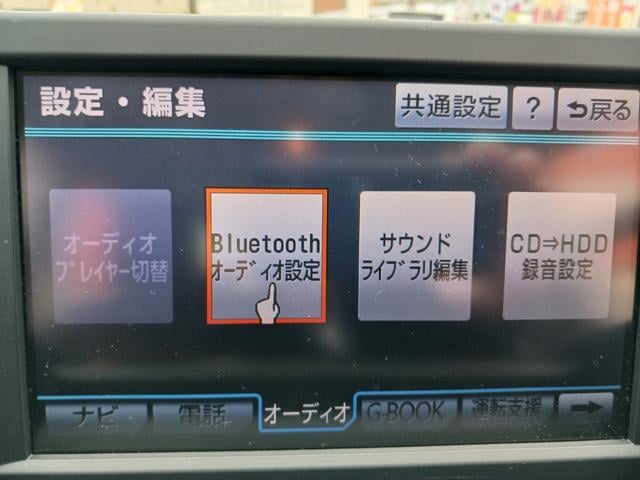 設定・編集
共通設定
?
戻る
オーディオ
プレイヤー切替
Bluetooth
オーディオ設定
サウンド
ライブラリ編集
CD⇒HDD
録音設定
ナビ
電話
オーディオ
G-BOOK
運転支援